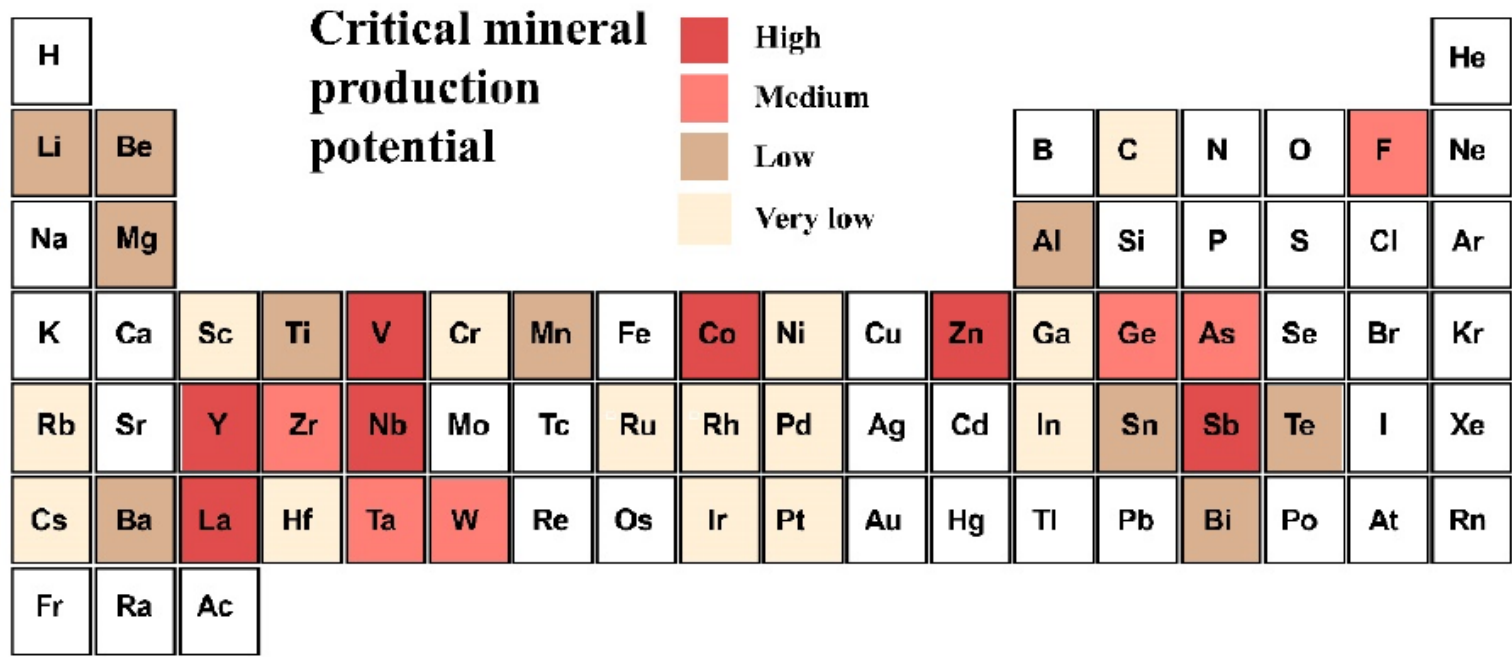 Critical mineral
production
potential
High
Medium
Low
Very low
H He
Li Be B C N O F Ne
Na Mg Al Si P S Cl Ar
K Ca Sc Ti V Cr Mn Fe Co Ni Cu Zn Ga Ge As Se Br Kr
Rb Sr Y Zr Nb Mo Tc Ru Rh Pd Ag Cd In Sn Sb Te I Xe
Cs Ba La Hf Ta W Re Os Ir Pt Au Hg Tl Pb Bi Po At Rn
Fr Ra Ac